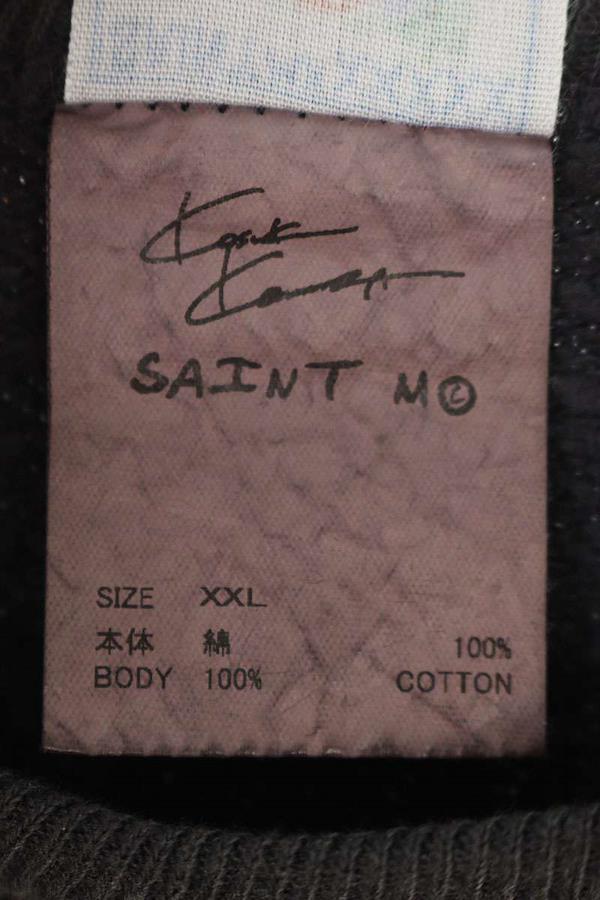 SAINT M©
SIZE XXL
本体 綿 100%
BODY 100% COTTON